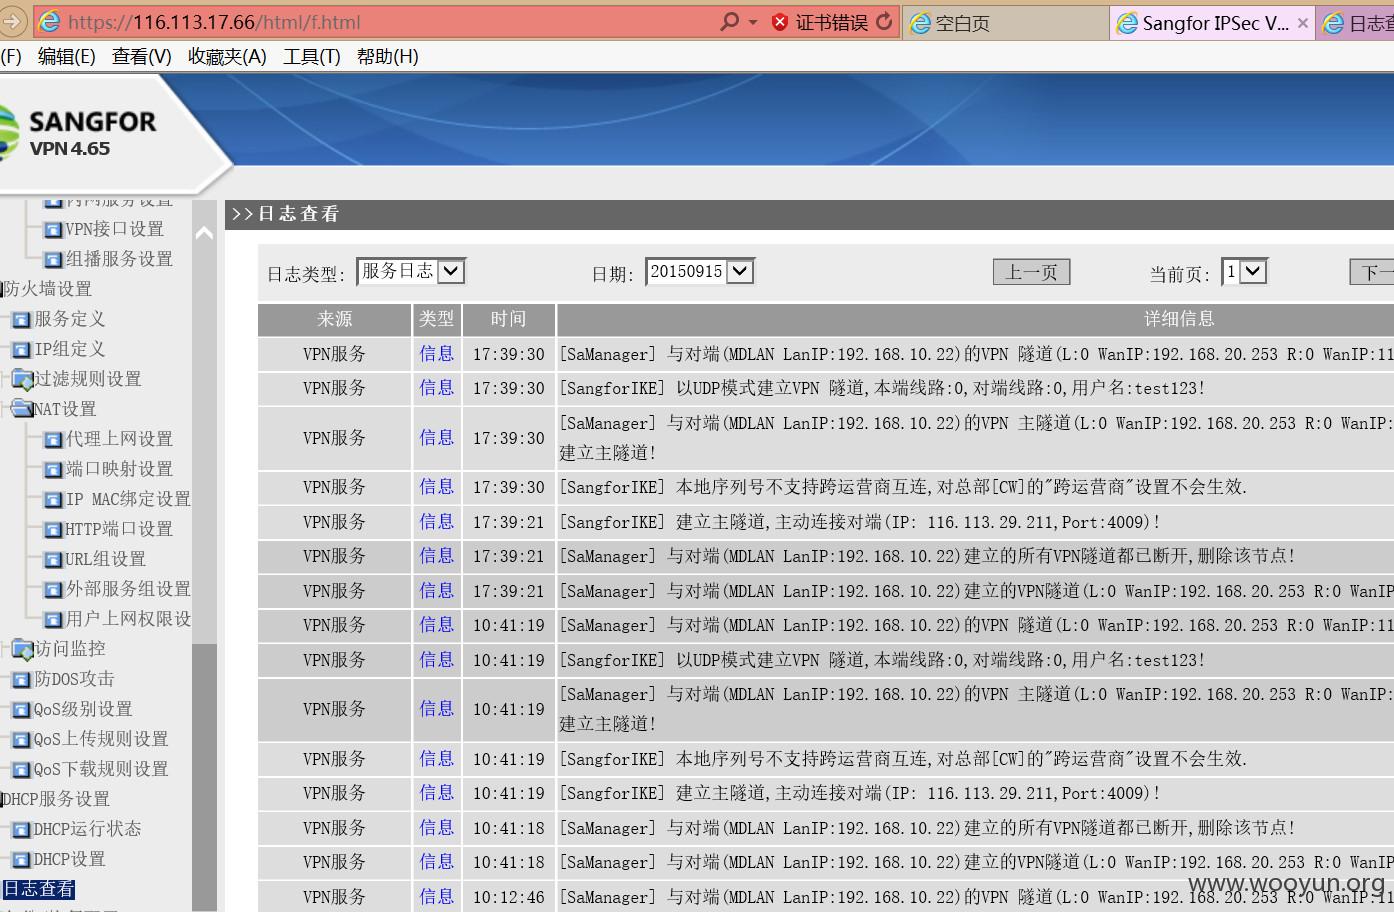 https://116.113.17.66/html/f.html 证书错误 空白页 Sangfor IPSec V... 日志查
(F) 编辑(E) 查看(V) 收藏夹(A) 工具(T) 帮助(H)
SANGFOR
VPN 4.65
内网服务设置
VPN接口设置
组播服务设置
防火墙设置
服务定义
IP组定义
过滤规则设置
NAT设置
代理上网设置
端口映射设置
IP MAC绑定设置
HTTP端口设置
URL组设置
外部服务组设置
用户上网权限设
访问监控
防DOS攻击
QoS级别设置
QoS上传规则设置
QoS下载规则设置
DHCP服务设置
DHCP运行状态
DHCP设置
日志查看
>>日志查看
日志类型: 服务日志 日期: 20150915 上一页 当前页: 1 下一
来源 类型 时间 详细信息
VPN服务 信息 17:39:30 [SaManager] 与对端(MDLAN LanIP:192.168.10.22)的VPN 隧道(L:0 WanIP:192.168.20.253 R:0 WanIP:11
VPN服务 信息 17:39:30 [SangforIKE] 以UDP模式建立VPN 隧道,本端线路:0,对端线路:0,用户名:test123!
VPN服务 信息 17:39:30 [SaManager] 与对端(MDLAN LanIP:192.168.10.22)的VPN 主隧道(L:0 WanIP:192.168.20.253 R:0 WanIP:
建立主隧道!
VPN服务 信息 17:39:30 [SangforIKE] 本地序列号不支持跨运营商互连,对总部[CW]的"跨运营商"设置不会生效.
VPN服务 信息 17:39:21 [SangforIKE] 建立主隧道,主动连接对端(IP: 116.113.29.211,Port:4009)!
VPN服务 信息 17:39:21 [SaManager] 与对端(MDLAN LanIP:192.168.10.22)建立的所有VPN隧道都已断开,删除该节点!
VPN服务 信息 17:39:21 [SaManager] 与对端(MDLAN LanIP:192.168.10.22)建立的VPN隧道(L:0 WanIP:192.168.20.253 R:0 WanIP
VPN服务 信息 10:41:19 [SaManager] 与对端(MDLAN LanIP:192.168.10.22)的VPN 隧道(L:0 WanIP:192.168.20.253 R:0 WanIP:11
VPN服务 信息 10:41:19 [SangforIKE] 以UDP模式建立VPN 隧道,本端线路:0,对端线路:0,用户名:test123!
VPN服务 信息 10:41:19 [SaManager] 与对端(MDLAN LanIP:192.168.10.22)的VPN 主隧道(L:0 WanIP:192.168.20.253 R:0 WanIP:
建立主隧道!
VPN服务 信息 10:41:19 [SangforIKE] 本地序列号不支持跨运营商互连,对总部[CW]的"跨运营商"设置不会生效.
VPN服务 信息 10:41:19 [SangforIKE] 建立主隧道,主动连接对端(IP: 116.113.29.211,Port:4009)!
VPN服务 信息 10:41:18 [SaManager] 与对端(MDLAN LanIP:192.168.10.22)建立的所有VPN隧道都已断开,删除该节点!
VPN服务 信息 10:41:18 [SaManager] 与对端(MDLAN LanIP:192.168.10.22)建立的VPN隧道(L:0 WanIP:192.168.20.253 R:0 WanIP
VPN服务 信息 10:12:46 [SaManager] 与对端(MDLAN LanIP:192.168.10.22)的VPN 隧道(L:0 WanIP:192.168.20.253 R:0 WanIP:11
www.wooyun.org